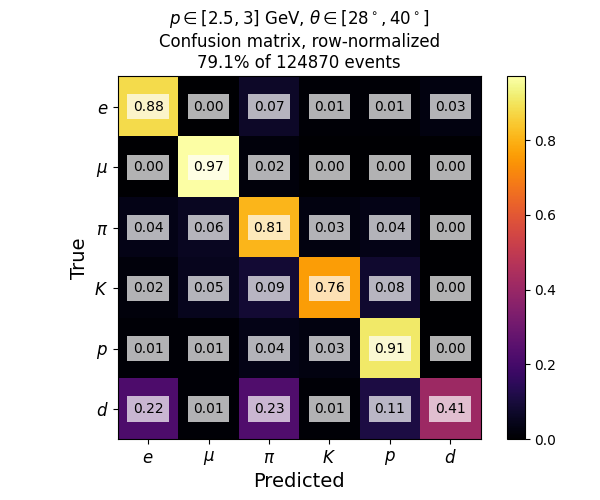 p ∈ [2.5, 3] GeV, θ ∈ [28°, 40°]
Confusion matrix, row-normalized
79.1% of 124870 events
e 0.88 0.00 0.07 0.01 0.01 0.03
μ 0.00 0.97 0.02 0.00 0.00 0.00
π 0.04 0.06 0.81 0.03 0.04 0.00
K 0.02 0.05 0.09 0.76 0.08 0.00
p 0.01 0.01 0.04 0.03 0.91 0.00
d 0.22 0.01 0.23 0.01 0.11 0.41
e μ π K p d
Predicted
True
0.8
0.6
0.4
0.2
0.0